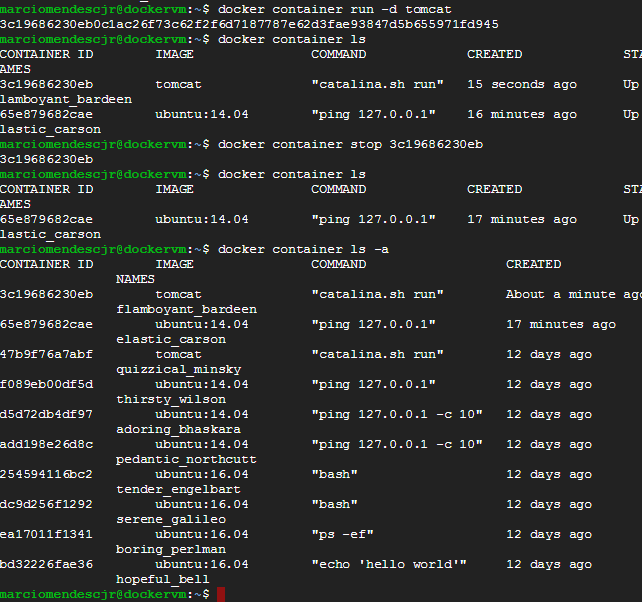 marciomendescjr@dockervm:~$ docker container run -d tomcat
3c19686230eb0c1ac26f73c62f2f6d7187787e62d3fae93847d5b655971fd945
marciomendescjr@dockervm:~$ docker container ls
CONTAINER ID        IMAGE               COMMAND             CREATED             STA
AMES
3c19686230eb        tomcat              "catalina.sh run"   15 seconds ago      Up
lamboyant_bardeen
65e879682cae        ubuntu:14.04        "ping 127.0.0.1"    16 minutes ago      Up
lastic_carson
marciomendescjr@dockervm:~$ docker container stop 3c19686230eb
3c19686230eb
marciomendescjr@dockervm:~$ docker container ls
CONTAINER ID        IMAGE               COMMAND             CREATED             STA
AMES
65e879682cae        ubuntu:14.04        "ping 127.0.0.1"    17 minutes ago      Up
lastic_carson
marciomendescjr@dockervm:~$ docker container ls -a
CONTAINER ID        IMAGE               COMMAND                  CREATED
NAMES
3c19686230eb        tomcat              "catalina.sh run"        About a minute ago
flamboyant_bardeen
65e879682cae        ubuntu:14.04        "ping 127.0.0.1"         17 minutes ago
elastic_carson
47b9f76a7abf        tomcat              "catalina.sh run"        12 days ago
quizzical_minsky
f089eb00df5d        ubuntu:14.04        "ping 127.0.0.1"         12 days ago
thirsty_wilson
d5d72db4df97        ubuntu:14.04        "ping 127.0.0.1 -c 10"   12 days ago
adoring_bhaskara
add198e26d8c        ubuntu:14.04        "ping 127.0.0.1 -c 10"   12 days ago
pedantic_northcutt
254594116bc2        ubuntu:16.04        "bash"                   12 days ago
tender_engelbart
dc9d256f1292        ubuntu:16.04        "bash"                   12 days ago
serene_galileo
ea17011f1341        ubuntu:16.04        "ps -ef"                 12 days ago
boring_perlman
bd32226fae36        ubuntu:16.04        "echo 'hello world'"     12 days ago
hopeful_bell
marciomendescjr@dockervm:~$